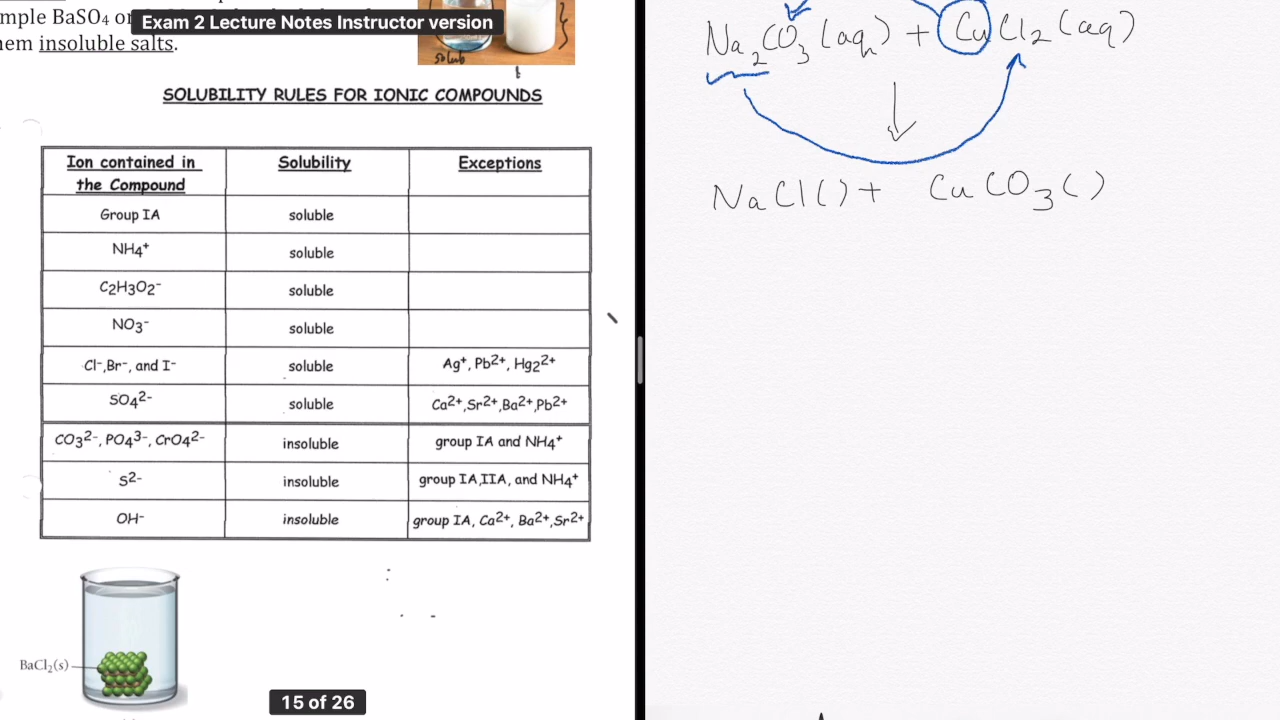 mple BaSO4 or
Exam 2 Lecture Notes Instructor version
nem insoluble salts.
solub
SOLUBILITY RULES FOR IONIC COMPOUNDS
Ion contained in the Compound Solubility Exceptions
Group IA soluble
NH4⁺ soluble
C2H3O2⁻ soluble
NO3⁻ soluble
Cl⁻,Br⁻, and I⁻ soluble Ag⁺, Pb²⁺, Hg2²⁺
SO4²⁻ soluble Ca²⁺,Sr²⁺,Ba²⁺,Pb²⁺
CO3²⁻, PO4³⁻, CrO4²⁻ insoluble group IA and NH4⁺
S²⁻ insoluble group IA,IIA, and NH4⁺
OH⁻ insoluble group IA, Ca²⁺, Ba²⁺,Sr²⁺
BaCl₂(s)
15 of 26
Na₂CO₃(aq) + CuCl₂(aq)
↓
NaCl( ) + CuCO₃( )